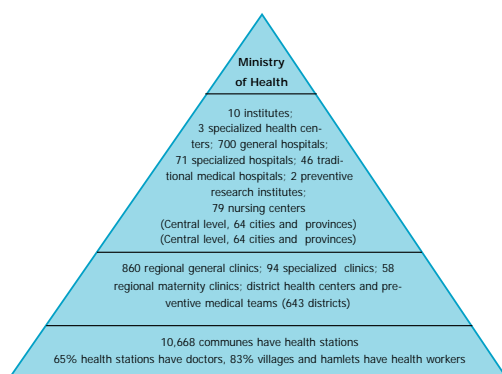 Ministry
of Health
10 institutes;
3 specialized health cen-
ters; 700 general hospitals;
71 specialized hospitals; 46 tradi-
tional medical hospitals; 2 preventive
research institutes;
79 nursing centers
(Central level, 64 cities and provinces)
(Central level, 64 cities and provinces)
860 regional general clinics; 94 specialized clinics; 58
regional maternity clinics; district health centers and pre-
ventive medical teams (643 districts)
10,668 communes have health stations
65% health stations have doctors, 83% villages and hamlets have health workers